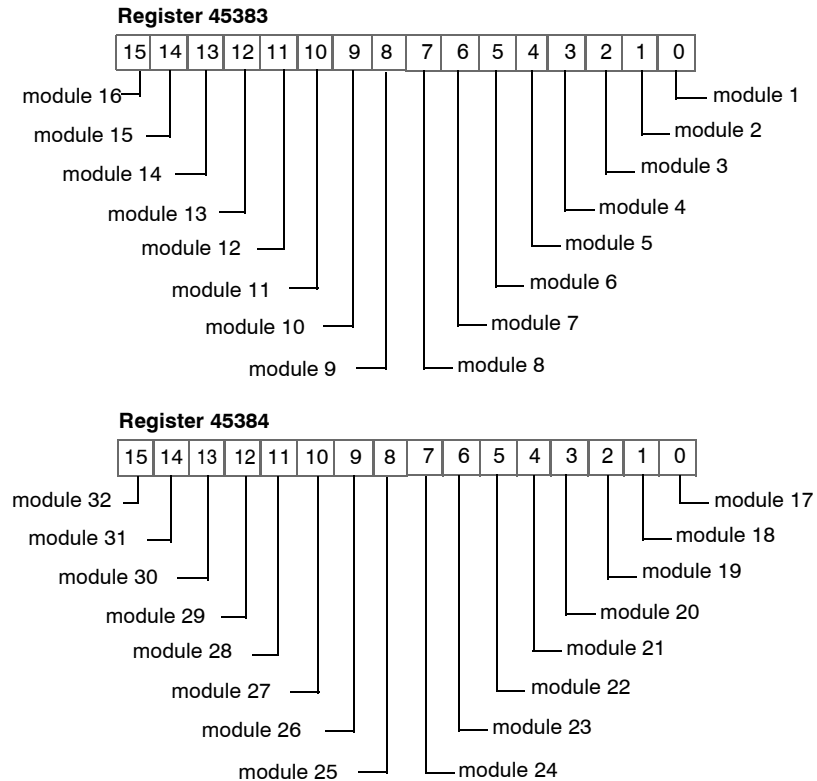 Register 45383
15 14 13 12 11 10 9 8 7 6 5 4 3 2 1 0
module 16 module 1
module 15 module 2
module 14 module 3
module 13 module 4
module 12 module 5
module 11 module 6
module 10 module 7
module 9 module 8
Register 45384
15 14 13 12 11 10 9 8 7 6 5 4 3 2 1 0
module 32 module 17
module 31 module 18
module 30 module 19
module 29 module 20
module 28 module 21
module 27 module 22
module 26 module 23
module 25 module 24